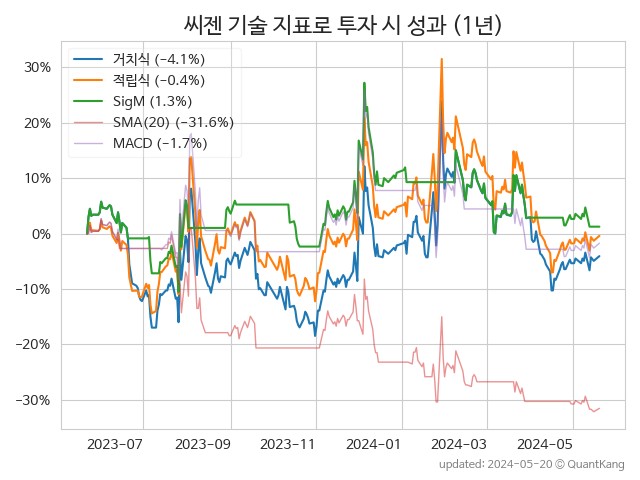 씨젠 기술 지표로 투자 시 성과 (1년)
거치식 (−4.1%)
적립식 (−0.4%)
SigM (1.3%)
SMA(20) (−31.6%)
MACD (−1.7%)
30%
20%
10%
0%
−10%
−20%
−30%
2023−07
2023−09
2023−11
2024−01
2024−03
2024−05
updated: 2024-05-20 © QuantKang